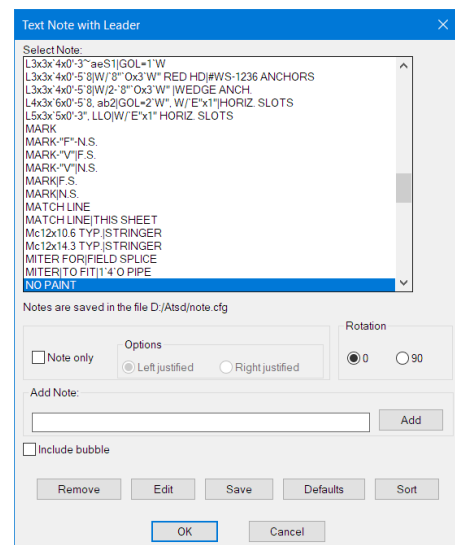 Text Note with Leader
Select Note:
L3x3x`4x0'-3~aeS1|GOL=1`W
L3x3x`4x0'-5`8|W/`8"`Ox3`W" RED HD|#WS-1236 ANCHORS
L3x3x`4x0'-5`8|W/2-`8"`Ox3`W" |WEDGE ANCH.
L4x3x`6x0'-5`8, ab2|GOL=2`W", W/`E"x1"|HORIZ. SLOTS
L5x3x`5x0'-3", LLO|W/`E"x1" HORIZ. SLOTS
MARK
MARK-"F"-N.S.
MARK-"V"|F.S.
MARK-"V"|N.S.
MARK|F.S.
MARK|N.S.
MATCH LINE
MATCH LINE|THIS SHEET
Mc12x10.6 TYP.|STRINGER
Mc12x14.3 TYP.|STRINGER
MITER FOR|FIELD SPLICE
MITER|TO FIT|1`4`O PIPE
NO PAINT
Notes are saved in the file D:/Atsd/note.cfg
Note only
Options
Left justified
Right justified
Rotation
0
90
Add Note:
Add
Include bubble
Remove
Edit
Save
Defaults
Sort
OK
Cancel